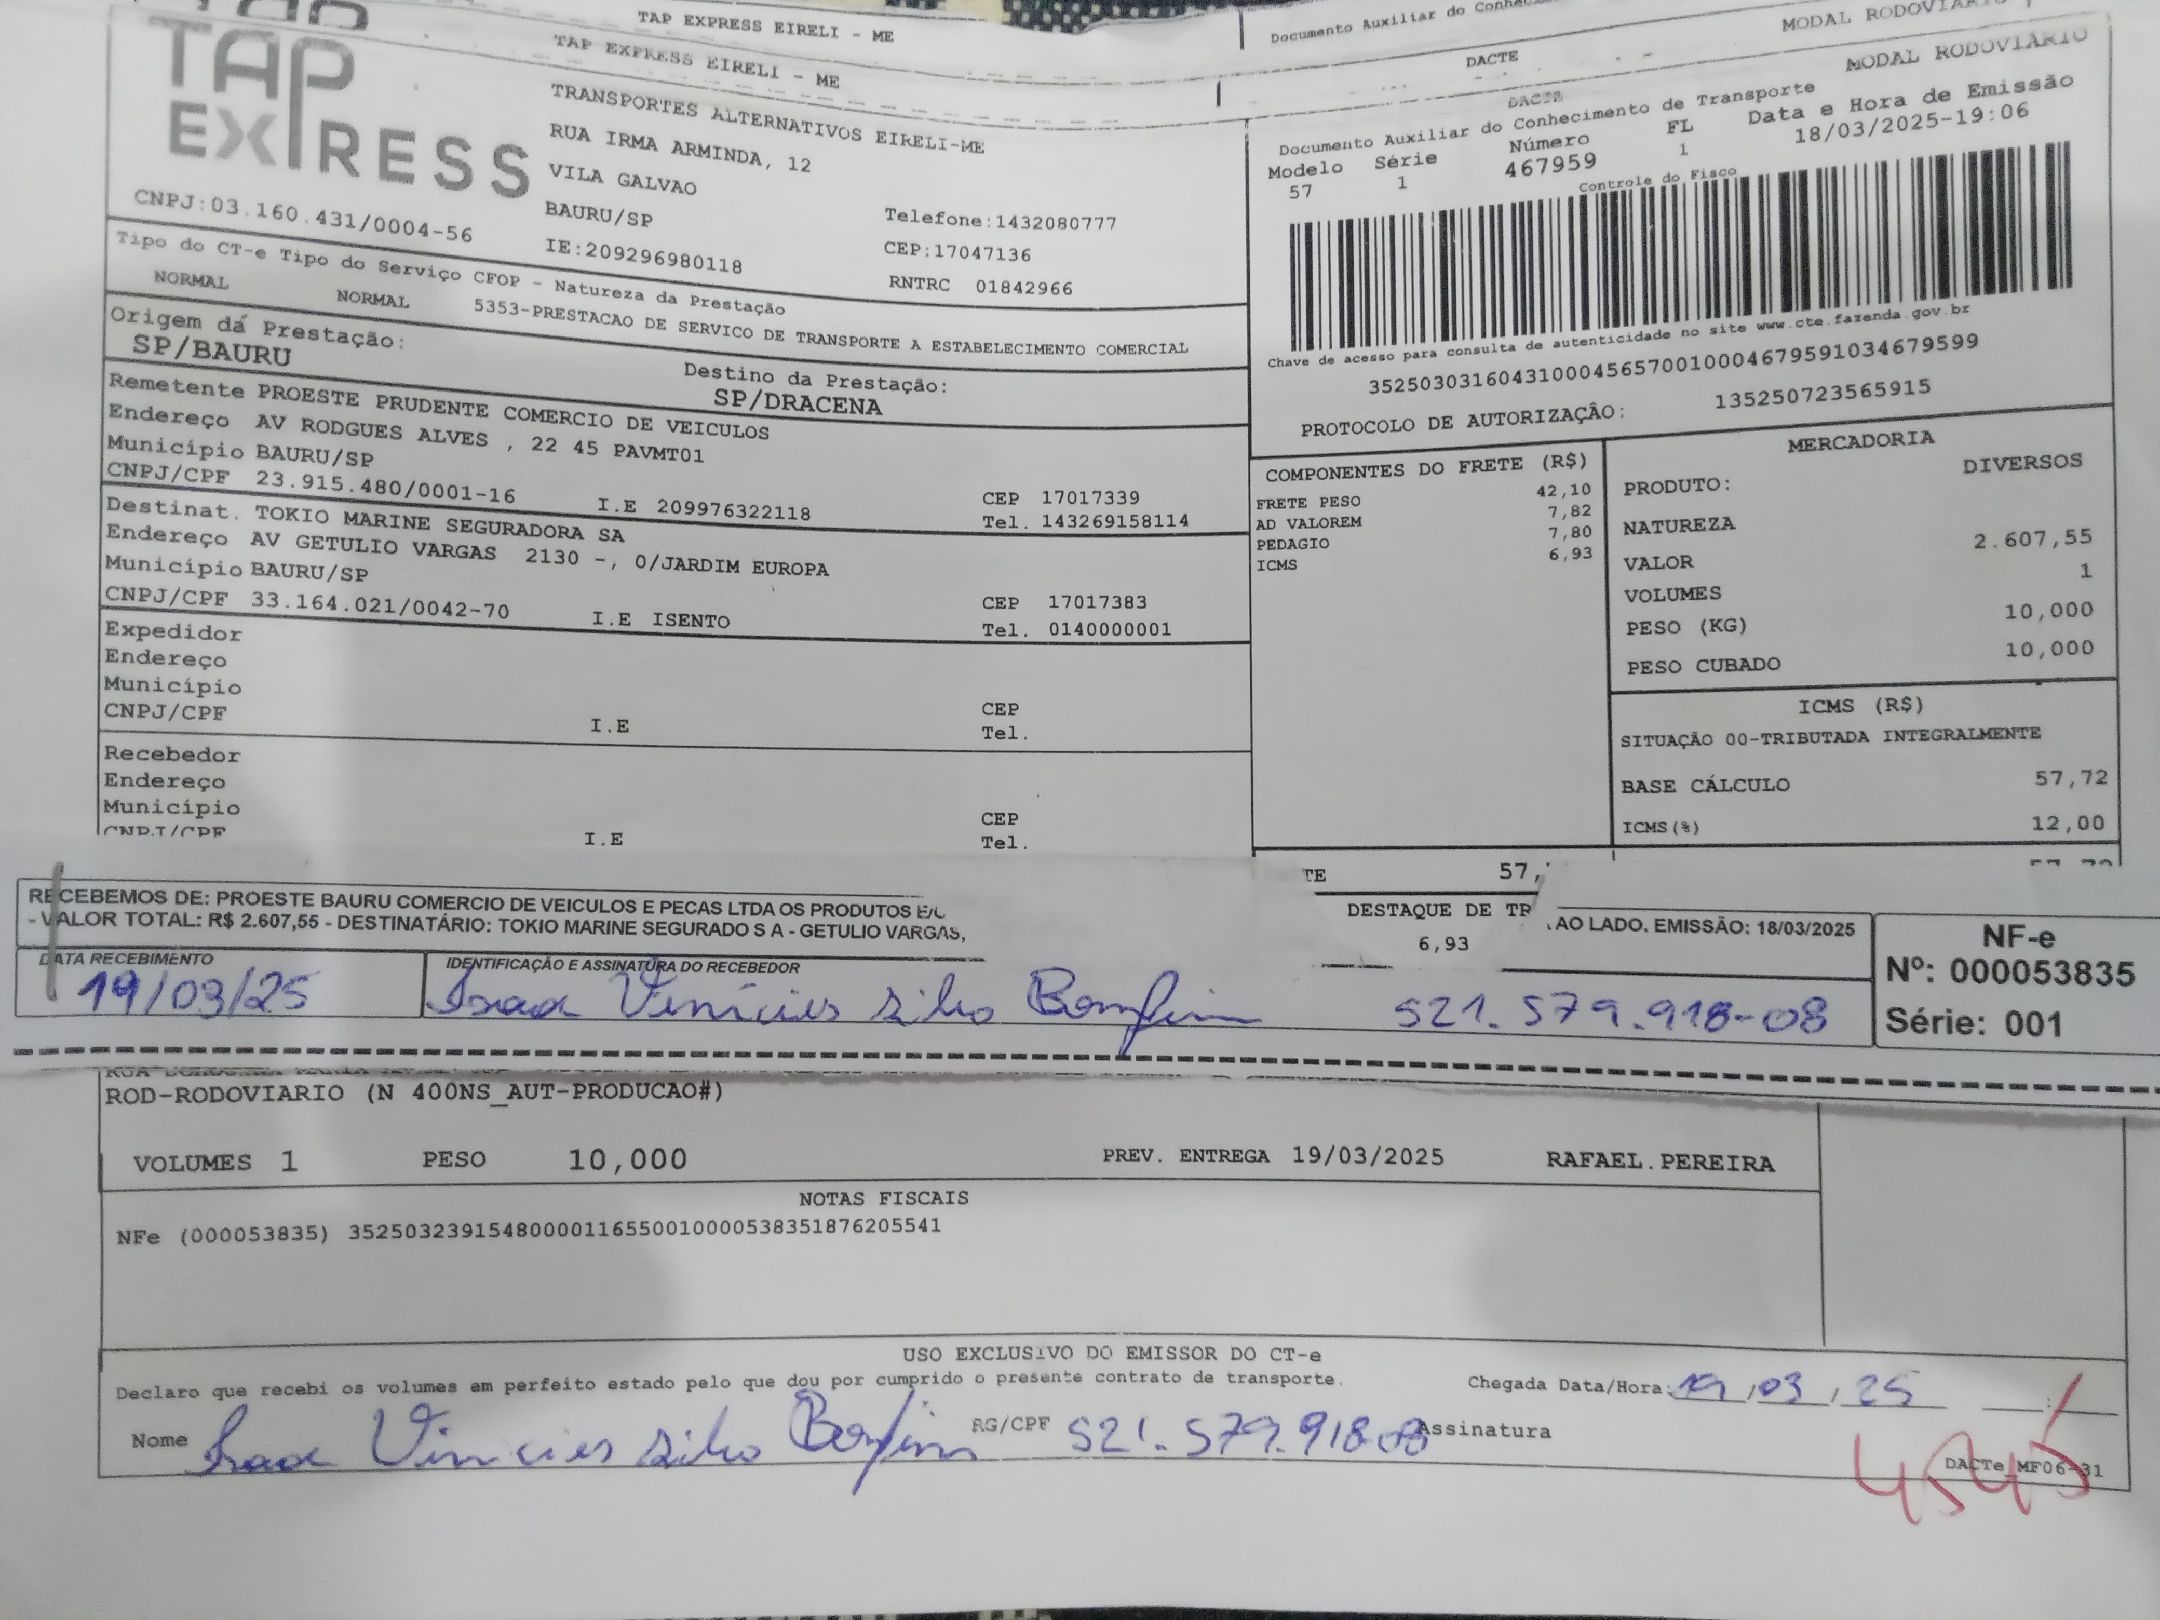 TAP EXPRESS EIRELI - ME
Documento Auxiliar do
MODAL RODOVIÁRIO
DACTE
TAP EXPRESS
TAP EXPRESS EIRELI - ME
TRANSPORTES ALTERNATIVOS EIRELI-ME
RUA IRMA ARMINDA, 12
VILA GALVAO
BAURU/SP
Telefone:1432080777
CNPJ:03.160.431/0004-56
IE:209296980118
CEP:17047136
RNTRC 01842966
MODAL RODOVIÁRIO
DACTE
Documento Auxiliar do Conhecimento de Transporte
Modelo Série Número FL Data e Hora de Emissão
57 1 467959 1 18/03/2025-19:06
Controle do Fisco
Chave de acesso para consulta de autenticidade no site www.cte.fazenda.gov.br
35250303160431000456570010004679591034679599
PROTOCOLO DE AUTORIZAÇÃO: 135250723565915
Tipo do CT-e Tipo do Serviço CFOP - Natureza da Prestação
NORMAL NORMAL 5353-PRESTACAO DE SERVICO DE TRANSPORTE A ESTABELECIMENTO COMERCIAL
Origem da Prestação: Destino da Prestação:
SP/BAURU SP/DRACENA
Remetente PROESTE PRUDENTE COMERCIO DE VEICULOS
Endereço AV RODGUES ALVES , 22 45 PAVMT01
Município BAURU/SP CEP 17017339
CNPJ/CPF 23.915.480/0001-16 I.E 209976322118 Tel. 143269158114
Destinat. TOKIO MARINE SEGURADORA SA
Endereço AV GETULIO VARGAS 2130 -, 0/JARDIM EUROPA
Município BAURU/SP CEP 17017383
CNPJ/CPF 33.164.021/0042-70 I.E ISENTO Tel. 0140000001
Expedidor
Endereço
Município CEP
CNPJ/CPF I.E Tel.
Recebedor
Endereço
Município CEP
CNPJ/CPF I.E Tel.
COMPONENTES DO FRETE (R$)
FRETE PESO 42,10
AD VALOREM 7,82
PEDAGIO 7,80
ICMS 6,93
MERCADORIA
PRODUTO: DIVERSOS
NATUREZA
VALOR 2.607,55
VOLUMES 1
PESO (KG) 10,000
PESO CUBADO 10,000
ICMS (R$)
SITUAÇÃO 00-TRIBUTADA INTEGRALMENTE
BASE CÁLCULO 57,72
ICMS(%) 12,00
TE 57,
DESTAQUE DE TR
6,93
RECEBEMOS DE: PROESTE BAURU COMERCIO DE VEICULOS E PECAS LTDA OS PRODUTOS E/
- VALOR TOTAL: R$ 2.607,55 - DESTINATÁRIO: TOKIO MARINE SEGURADO S A - GETULIO VARGAS,
AO LADO. EMISSÃO: 18/03/2025
NF-e
Nº: 000053835
Série: 001
DATA RECEBIMENTO IDENTIFICAÇÃO E ASSINATURA DO RECEBEDOR
19/03/25 Isaac Vinícies silva Bomfim 521.579.918-08
ROD-RODOVIARIO (N 400NS_AUT-PRODUCAO#)
VOLUMES 1 PESO 10,000 PREV. ENTREGA 19/03/2025 RAFAEL.PEREIRA
NOTAS FISCAIS
NFe (000053835) 35250323915480000116550010000538351876205541
USO EXCLUSIVO DO EMISSOR DO CT-e
Declaro que recebi os volumes em perfeito estado pelo que dou por cumprido o presente contrato de transporte. Chegada Data/Hora: 19/03/25
Nome Isaac Vinicies silva Bomfim RG/CPF 521.579.918-08 Assinatura
DACTe_MF06-31